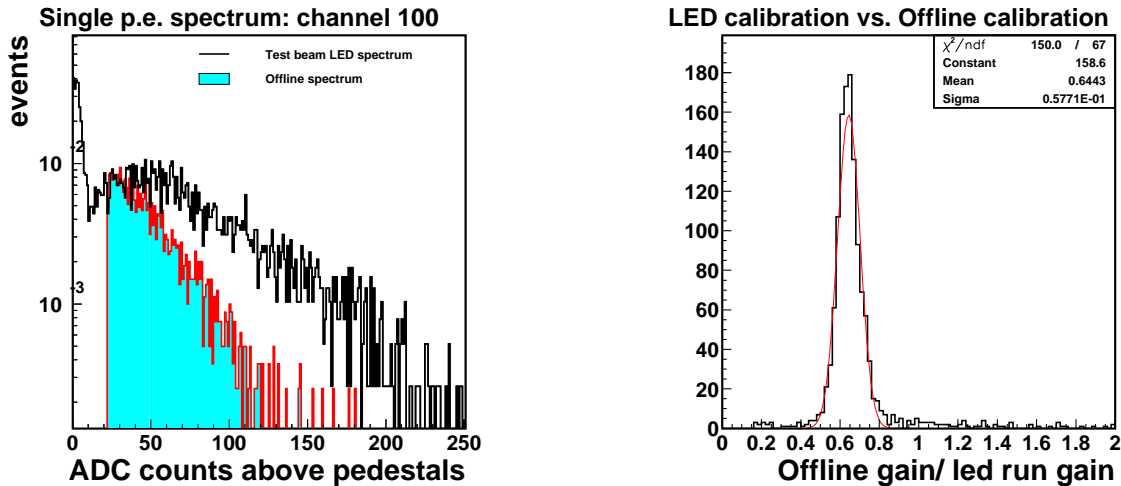 Single p.e. spectrum: channel 100
events
Test beam LED spectrum
Offline spectrum
10 -2
10 -3
0 50 100 150 200 250
ADC counts above pedestals
LED calibration vs. Offline calibration
χ²/ndf 150.0 / 67
Constant 158.6
Mean 0.6443
Sigma 0.5771E-01
180
160
140
120
100
80
60
40
20
0
0 0.2 0.4 0.6 0.8 1 1.2 1.4 1.6 1.8 2
Offline gain/ led run gain